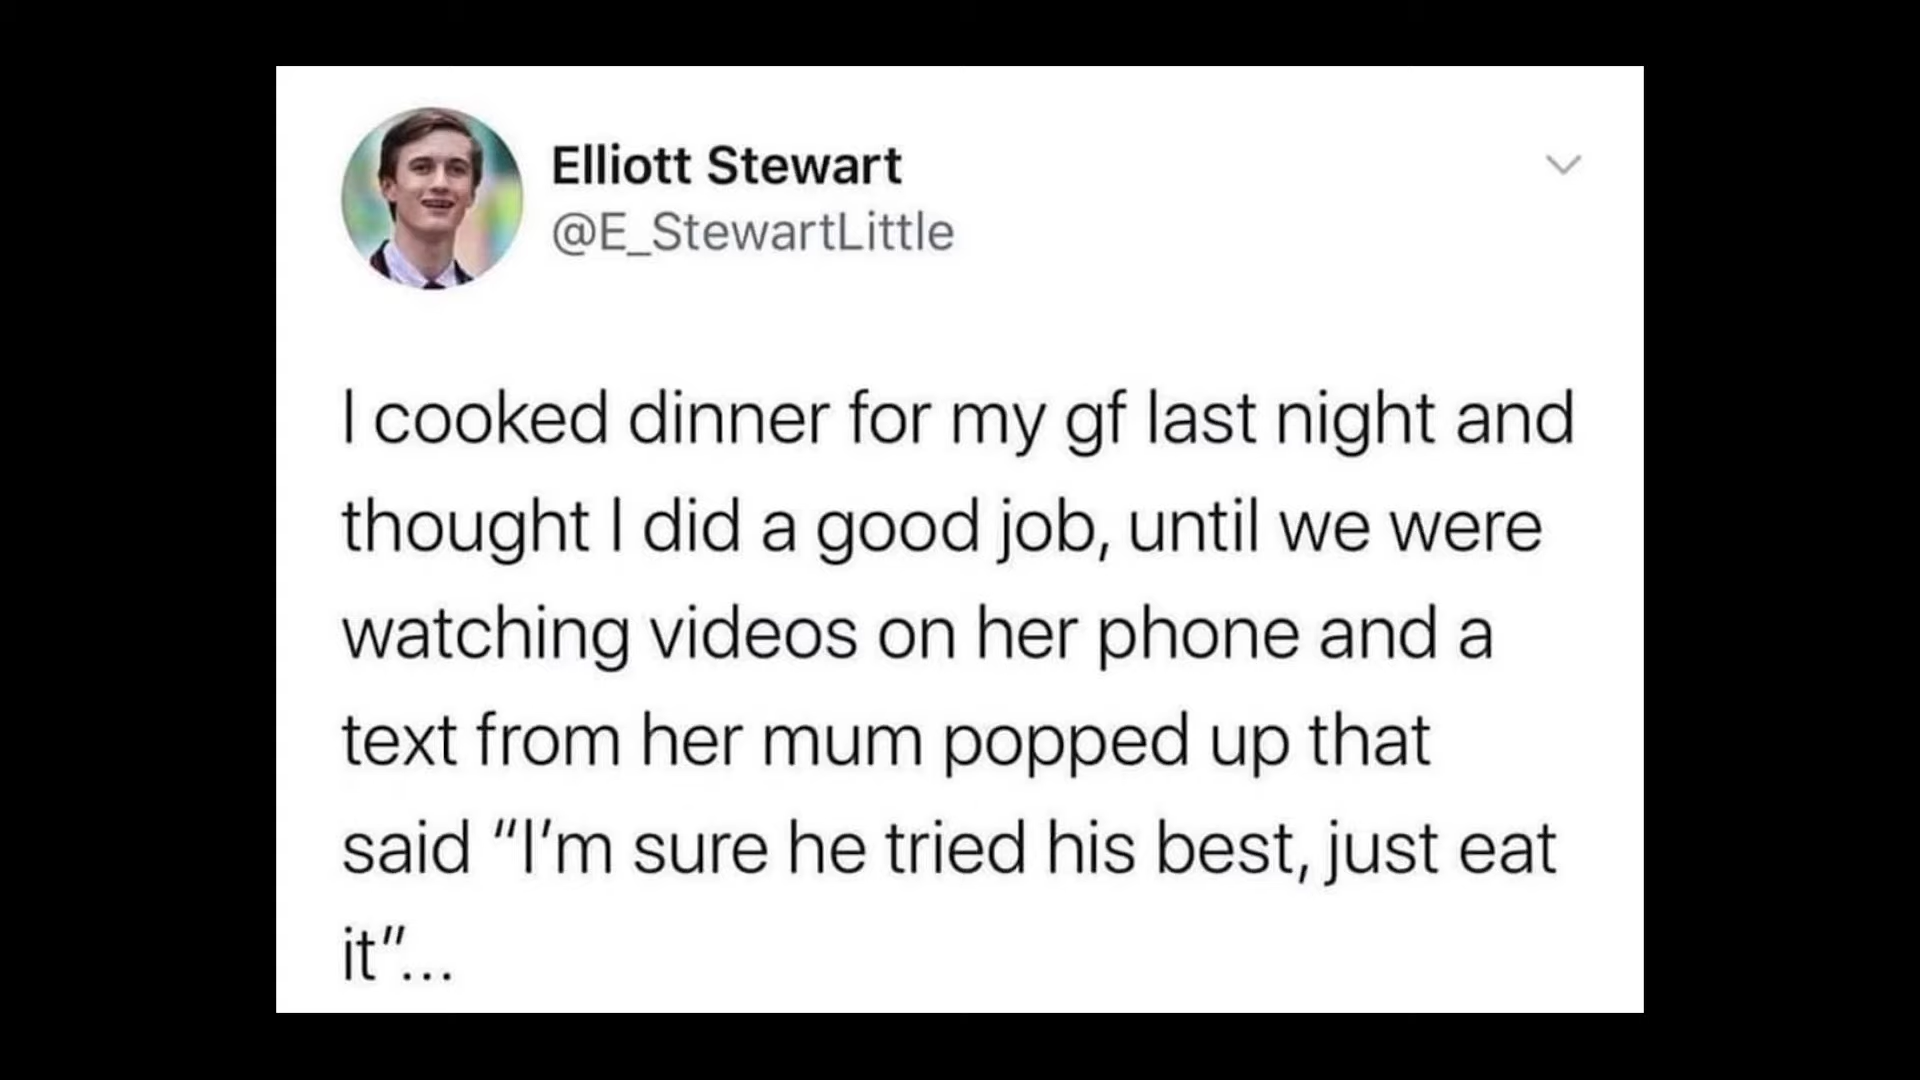 Elliott Stewart
@E_StewartLittle
I cooked dinner for my gf last night and
thought I did a good job, until we were
watching videos on her phone and a
text from her mum popped up that
said “I’m sure he tried his best, just eat
it”...